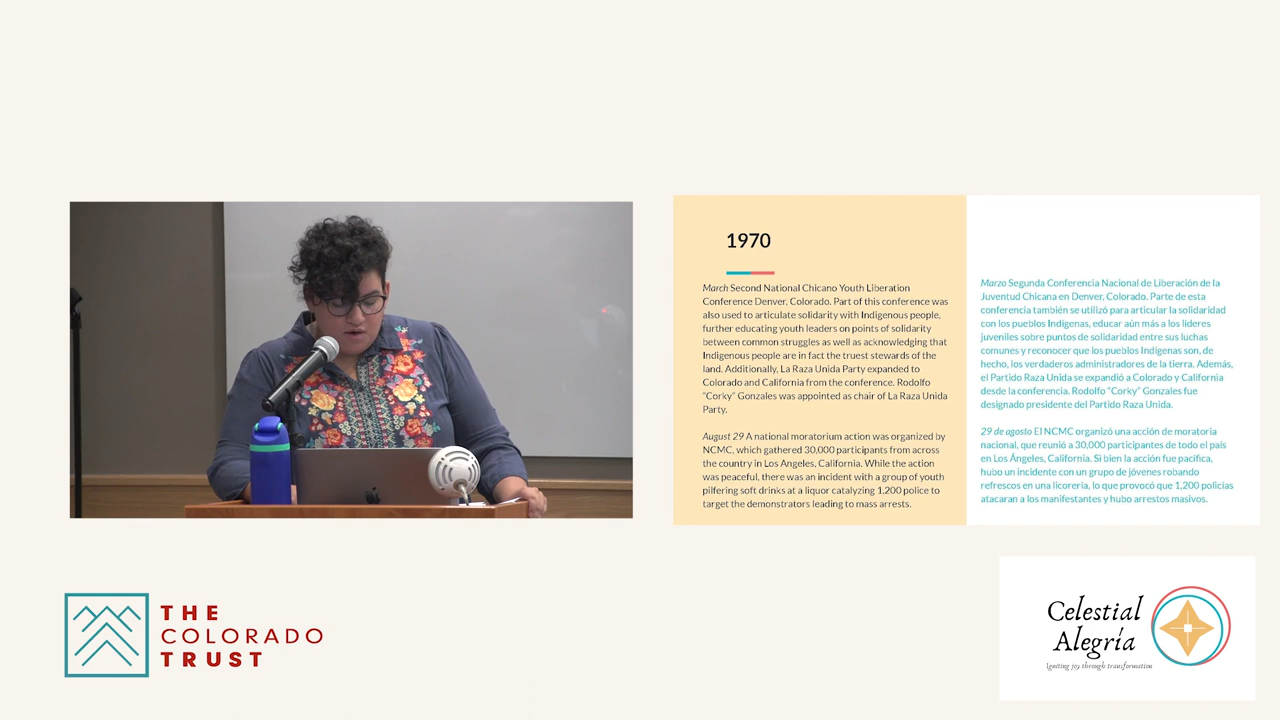 1970
March Second National Chicano Youth Liberation
Conference Denver, Colorado. Part of this conference was
also used to articulate solidarity with Indigenous people,
further educating youth leaders on points of solidarity
between common struggles as well as acknowledging that
Indigenous people are in fact the truest stewards of the
land. Additionally, La Raza Unida Party expanded to
Colorado and California from the conference. Rodolfo
“Corky” Gonzales was appointed as chair of La Raza Unida
Party.
August 29 A national moratorium action was organized by
NCMC, which gathered 30,000 participants from across
the country in Los Angeles, California. While the action
was peaceful, there was an incident with a group of youth
pilfering soft drinks at a liquor catalyzing 1,200 police to
target the demonstrators leading to mass arrests.
Marzo Segunda Conferencia Nacional de Liberación de la
Juventud Chicana en Denver, Colorado. Parte de esta
conferencia también se utilizó para articular la solidaridad
con los pueblos Indígenas, educar aún más a los líderes
juveniles sobre puntos de solidaridad entre sus luchas
comunes y reconocer que los pueblos Indígenas son, de
hecho, los verdaderos administradores de la tierra. Además,
el Partido Raza Unida se expandió a Colorado y California
desde la conferencia. Rodolfo “Corky” Gonzales fue
designado presidente del Partido Raza Unida.
29 de agosto El NCMC organizó una acción de moratoria
nacional, que reunió a 30,000 participantes de todo el país
en Los Ángeles, California. Si bien la acción fue pacífica,
hubo un incidente con un grupo de jóvenes robando
refrescos en una licorería, lo que provocó que 1,200 policías
atacaran a los manifestantes y hubo arrestos masivos.
THE
COLORADO
TRUST
Celestial
Alegría
Igniting joy through transformation